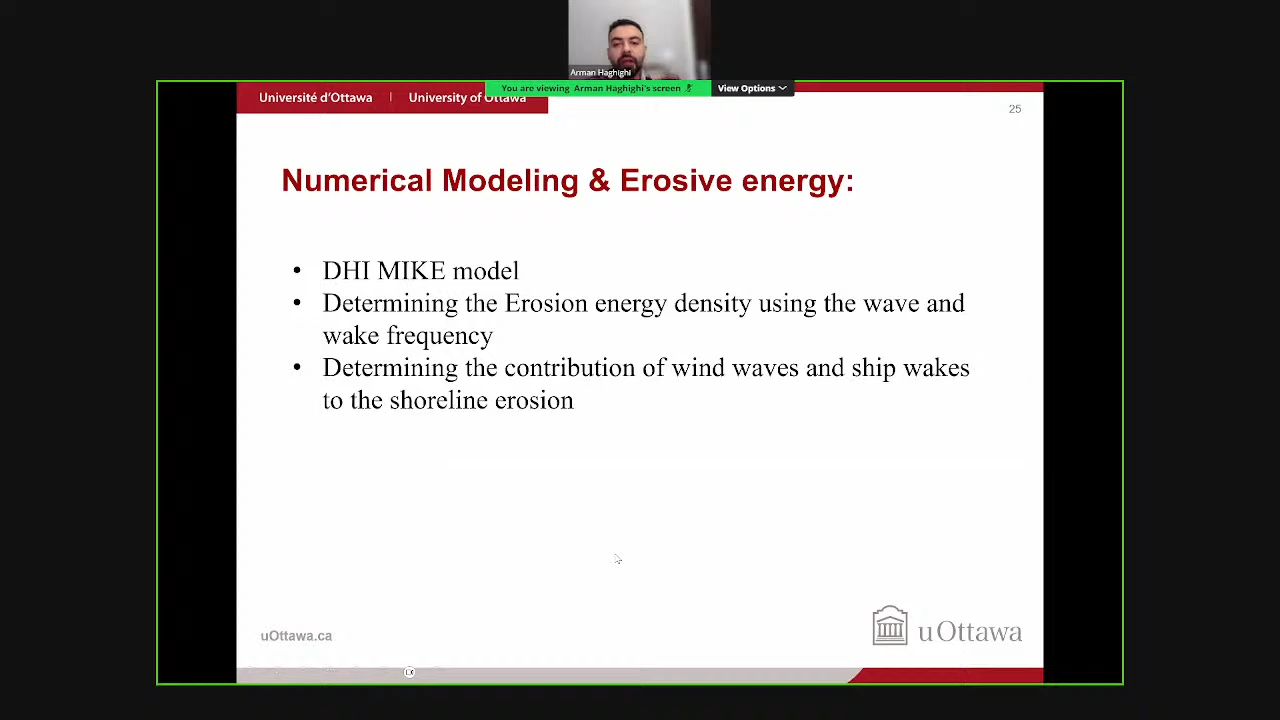 Arman Haghighi
You are viewing Arman Haghighi's screen
View Options
Université d'Ottawa | University of Ottawa
25
Numerical Modeling & Erosive energy:
• DHI MIKE model
• Determining the Erosion energy density using the wave and
wake frequency
• Determining the contribution of wind waves and ship wakes
to the shoreline erosion
uOttawa.ca
uOttawa